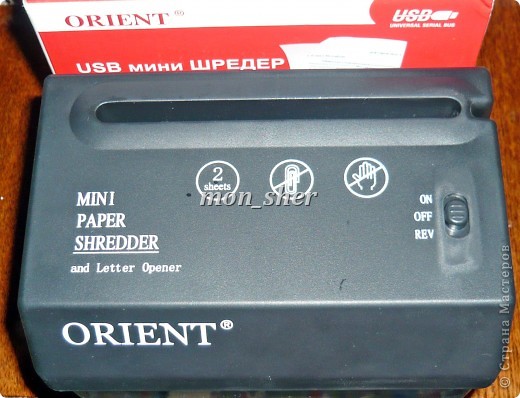 ORIENT®
USB
UNIVERSAL SERIAL BUS
USB мини ШРЕДЕР
2
sheets
mon_sher
MINI
PAPER
SHREDDER
and Letter Opener
ON
OFF
REV
ORIENT®
© Страна Мастеров